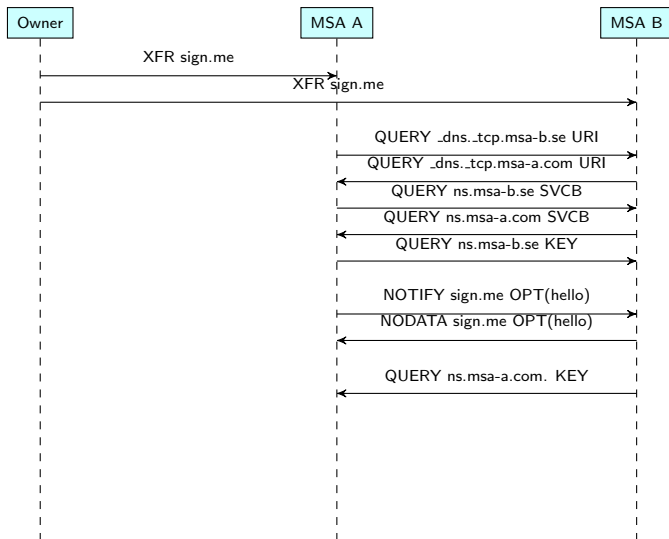 Owner
MSA A
MSA B
XFR sign.me
XFR sign.me
QUERY _dns._tcp.msa-b.se URI
QUERY _dns._tcp.msa-a.com URI
QUERY ns.msa-b.se SVCB
QUERY ns.msa-a.com SVCB
QUERY ns.msa-b.se KEY
NOTIFY sign.me OPT(hello)
NODATA sign.me OPT(hello)
QUERY ns.msa-a.com. KEY